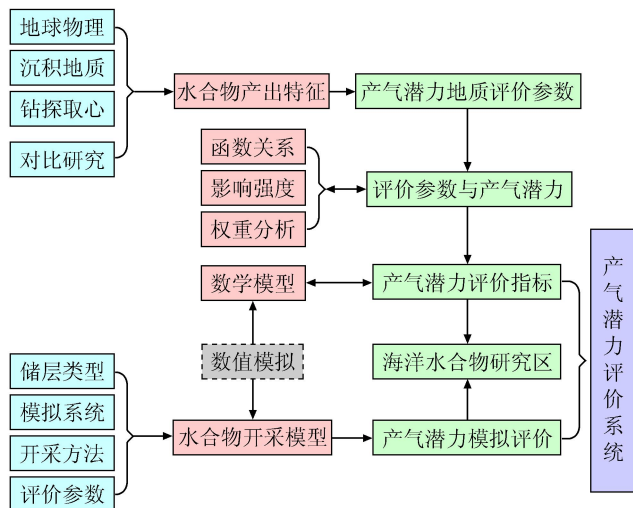 地球物理
沉积地质
钻探取心
对比研究
水合物产出特征
产气潜力地质评价参数
函数关系
影响强度
权重分析
评价参数与产气潜力
数学模型
产气潜力评价指标
数值模拟
海洋水合物研究区
储层类型
模拟系统
开采方法
评价参数
水合物开采模型
产气潜力模拟评价
产气潜力评价系统